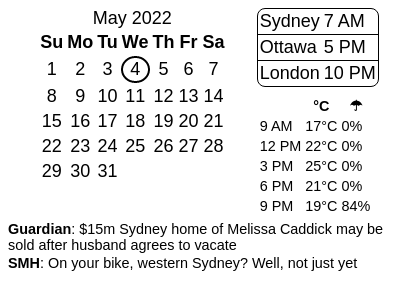 May 2022
Su Mo Tu We Th Fr Sa
1 2 3 4 5 6 7
8 9 10 11 12 13 14
15 16 17 18 19 20 21
22 23 24 25 26 27 28
29 30 31
Sydney 7 AM
Ottawa 5 PM
London 10 PM
°C ☂
9 AM 17°C 0%
12 PM 22°C 0%
3 PM 25°C 0%
6 PM 21°C 0%
9 PM 19°C 84%
Guardian: $15m Sydney home of Melissa Caddick may be
sold after husband agrees to vacate
SMH: On your bike, western Sydney? Well, not just yet